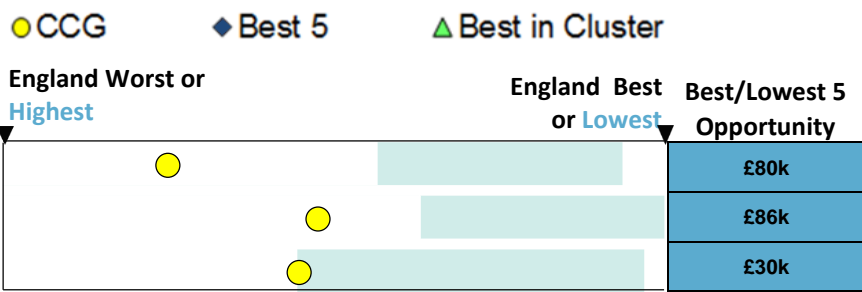 CCG Best 5 Best in Cluster
England Worst or
Highest
England Best
or Lowest
Best/Lowest 5
Opportunity
£80k
£86k
£30k